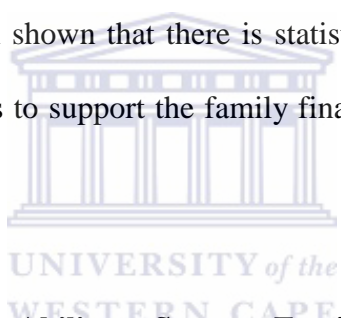 shown that there is statis
s to support the family fina
UNIVERSITY of the
WESTERN CAPE